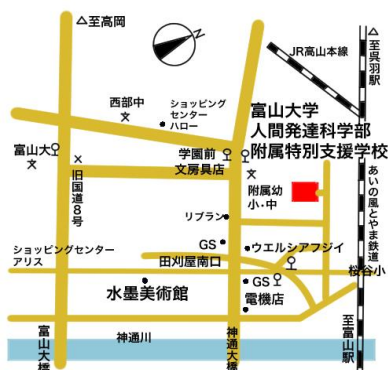 △至高岡
N
JR高山本線
△至呉羽駅
西部中
文
ショッピング
センター
ハロー
富山大学
人間発達科学部
附属特別支援学校
富山大
文
旧国道8号
学園前
文房具店
文
附属幼
小・中
あいの風とやま鉄道
リブラン
GS
ウエルシアフジイ
ショッピングセンター
アリス
田刈屋南口
桜谷小
水墨美術館
GS
電機店
富山大橋
神通川
神通大橋
至富山駅